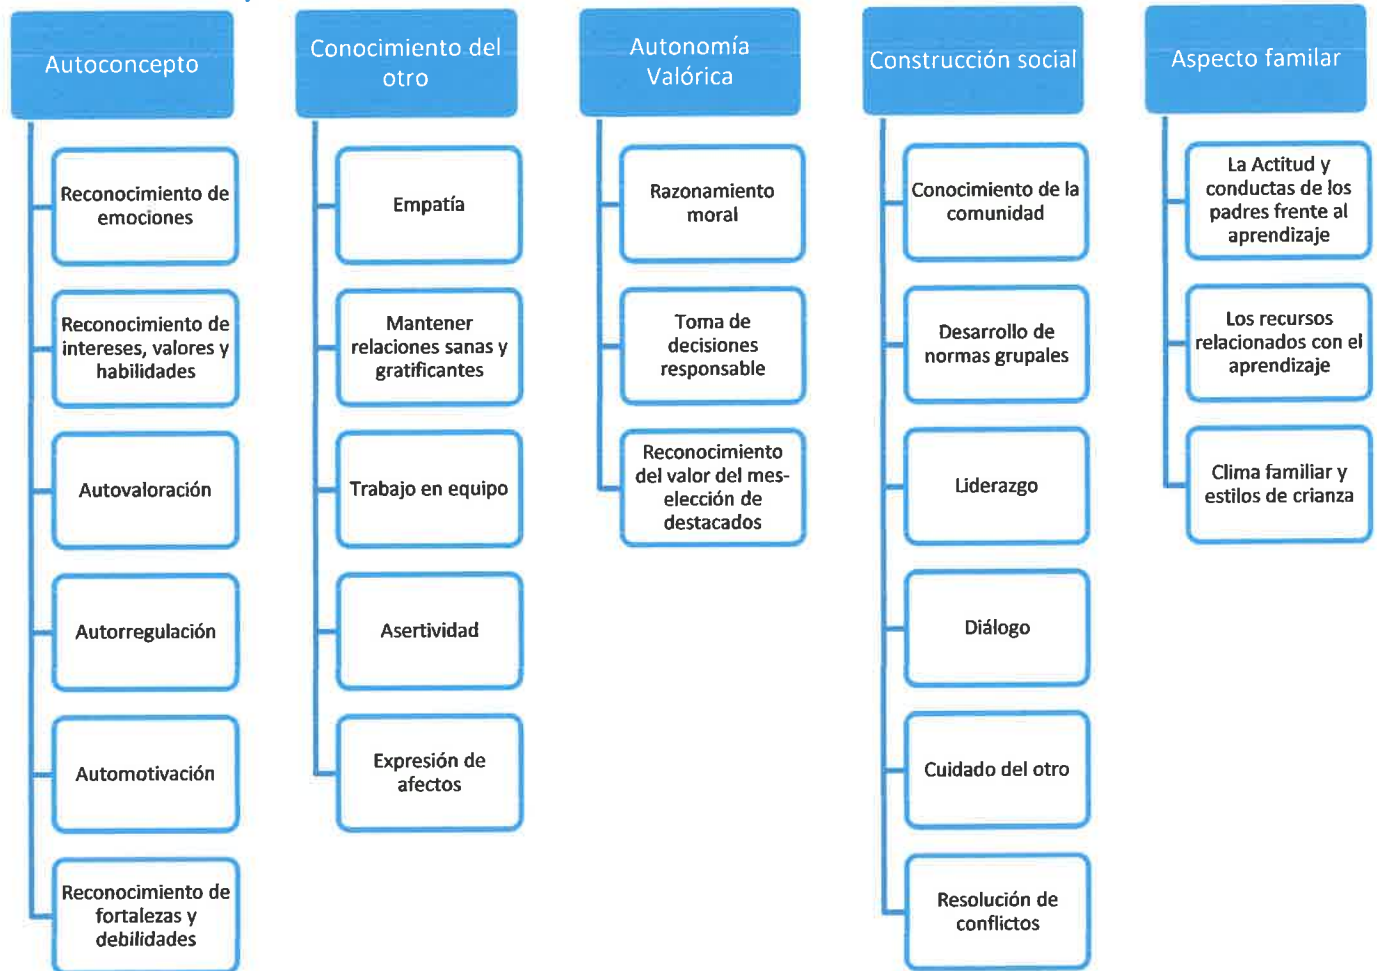 Autoconcepto
Reconocimiento de
emociones
Reconocimiento de
intereses, valores y
habilidades
Autovaloración
Autorregulación
Automotivación
Reconocimiento de
fortalezas y
debilidades
Conocimiento del
otro
Empatía
Mantener
relaciones sanas y
gratificantes
Trabajo en equipo
Asertividad
Expresión de
afectos
Autonomía
Valórica
Razonamiento
moral
Toma de
decisiones
responsable
Reconocimiento
del valor del mes-
elección de
destacados
Construcción social
Conocimiento de la
comunidad
Desarrollo de
normas grupales
Liderazgo
Diálogo
Cuidado del otro
Resolución de
conflictos
Aspecto familar
La Actitud y
conductas de los
padres frente al
aprendizaje
Los recursos
relacionados con el
aprendizaje
Clima familiar y
estilos de crianza